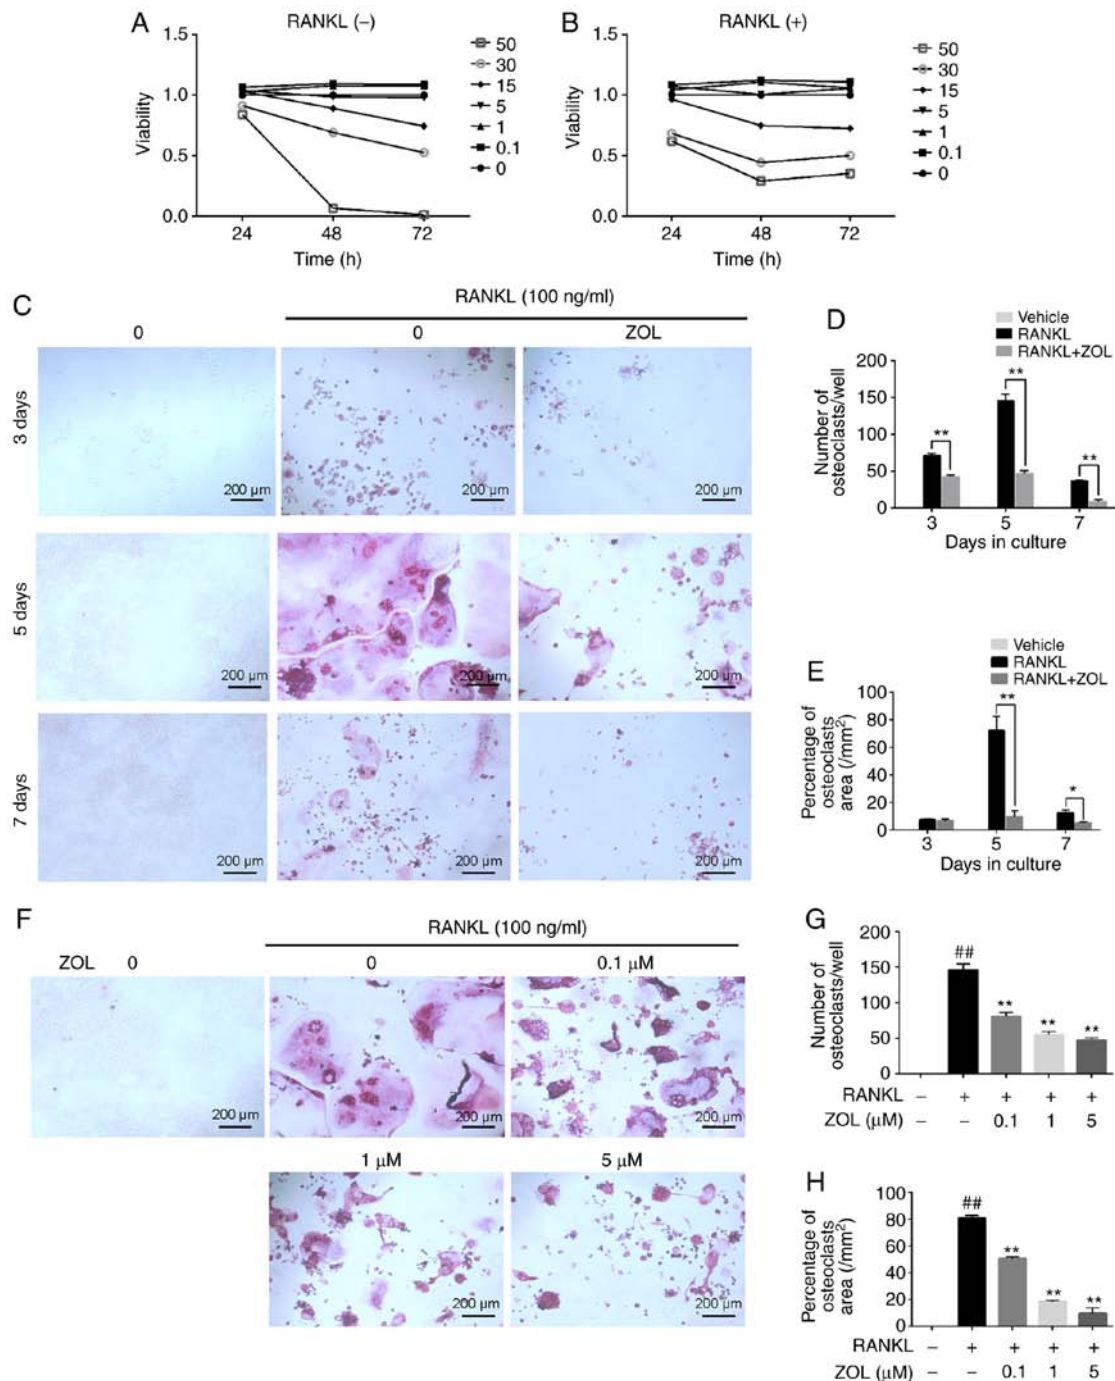 A RANKL (–)
1.5
1.0
0.5
0.0
Viability
24 48 72
Time (h)
50
30
15
5
1
0.1
0
B RANKL (+)
1.5
1.0
0.5
0.0
Viability
24 48 72
Time (h)
50
30
15
5
1
0.1
0
C RANKL (100 ng/ml)
0 0 ZOL
3 days
200 µm 200 µm 200 µm
5 days
200 µm 200 µm 200 µm
7 days
200 µm 200 µm 200 µm
D
Vehicle
RANKL
RANKL+ZOL
Number of
osteoclasts/well
200
150
100
50
0
** ** **
3 5 7
Days in culture
E
Vehicle
RANKL
RANKL+ZOL
Percentage of
osteoclasts
area (/mm²)
100
80
60
40
20
0
** *
3 5 7
Days in culture
F RANKL (100 ng/ml)
ZOL 0 0 0.1 µM
200 µm 200 µm 200 µm
1 µM 5 µM
200 µm 200 µm
G
Number of
osteoclasts/well
200
150
100
50
0
## ** ** **
RANKL – + + + +
ZOL (µM) – – 0.1 1 5
H
Percentage of
osteoclasts
area (/mm²)
100
80
60
40
20
0
## ** ** **
RANKL – + + + +
ZOL (µM) – – 0.1 1 5